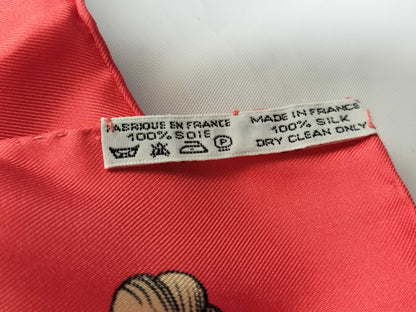 FABRIQUE EN FRANCE
100% SOIE
MADE IN FRANCE
100% SILK
DRY CLEAN ONLY